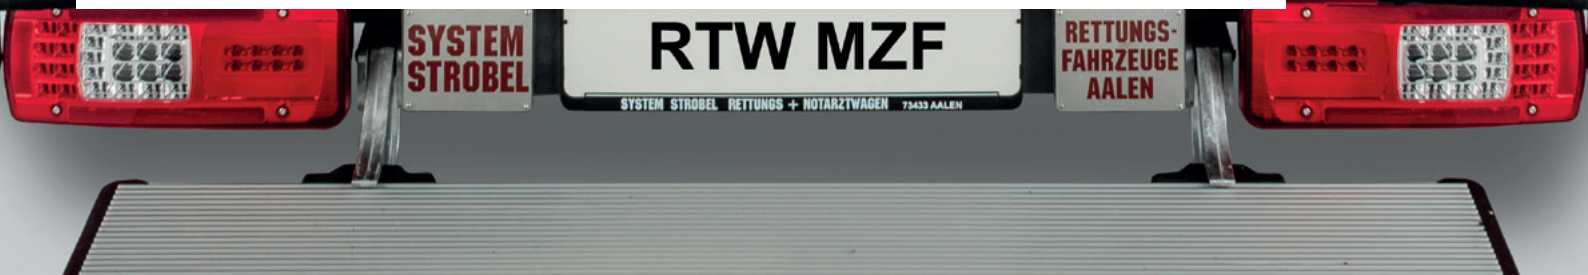 SYSTEM
STROBEL
RTW MZF
SYSTEM STROBEL RETTUNGS + NOTARZTWAGEN 73433 AALEN
RETTUNGS-
FAHRZEUGE
AALEN